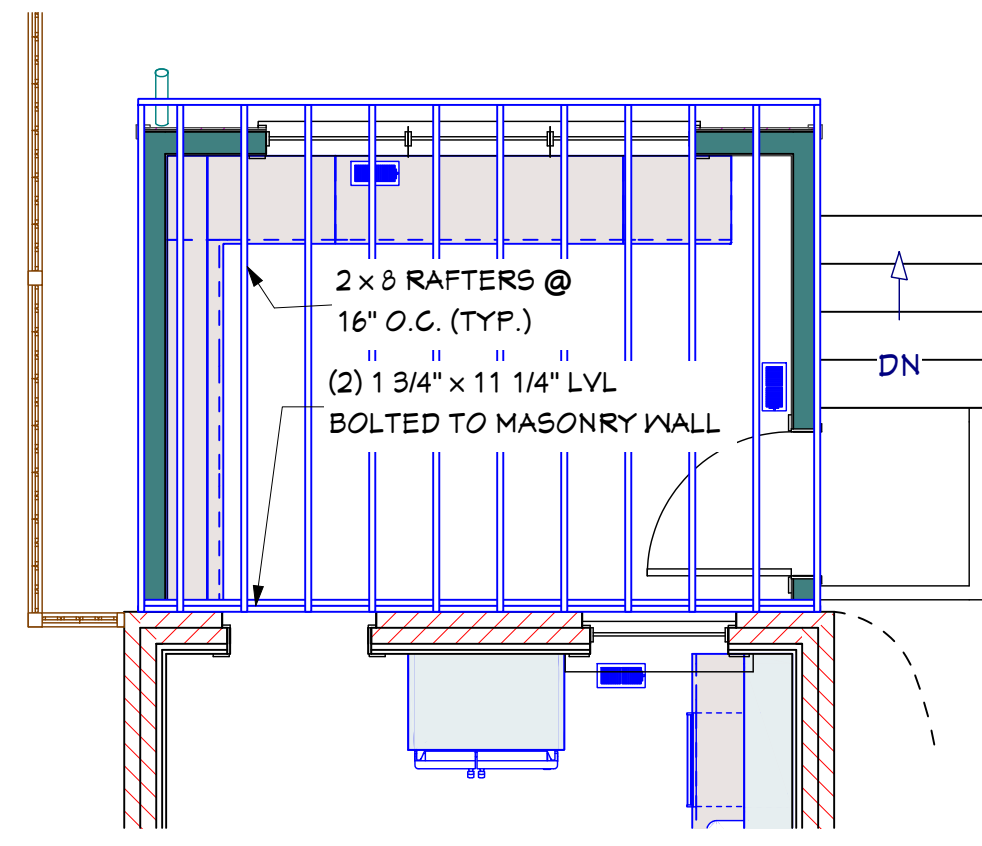 2 x 8 RAFTERS @
16" O.C. (TYP.)
(2) 1 3/4" x 11 1/4" LVL
BOLTED TO MASONRY WALL
DN